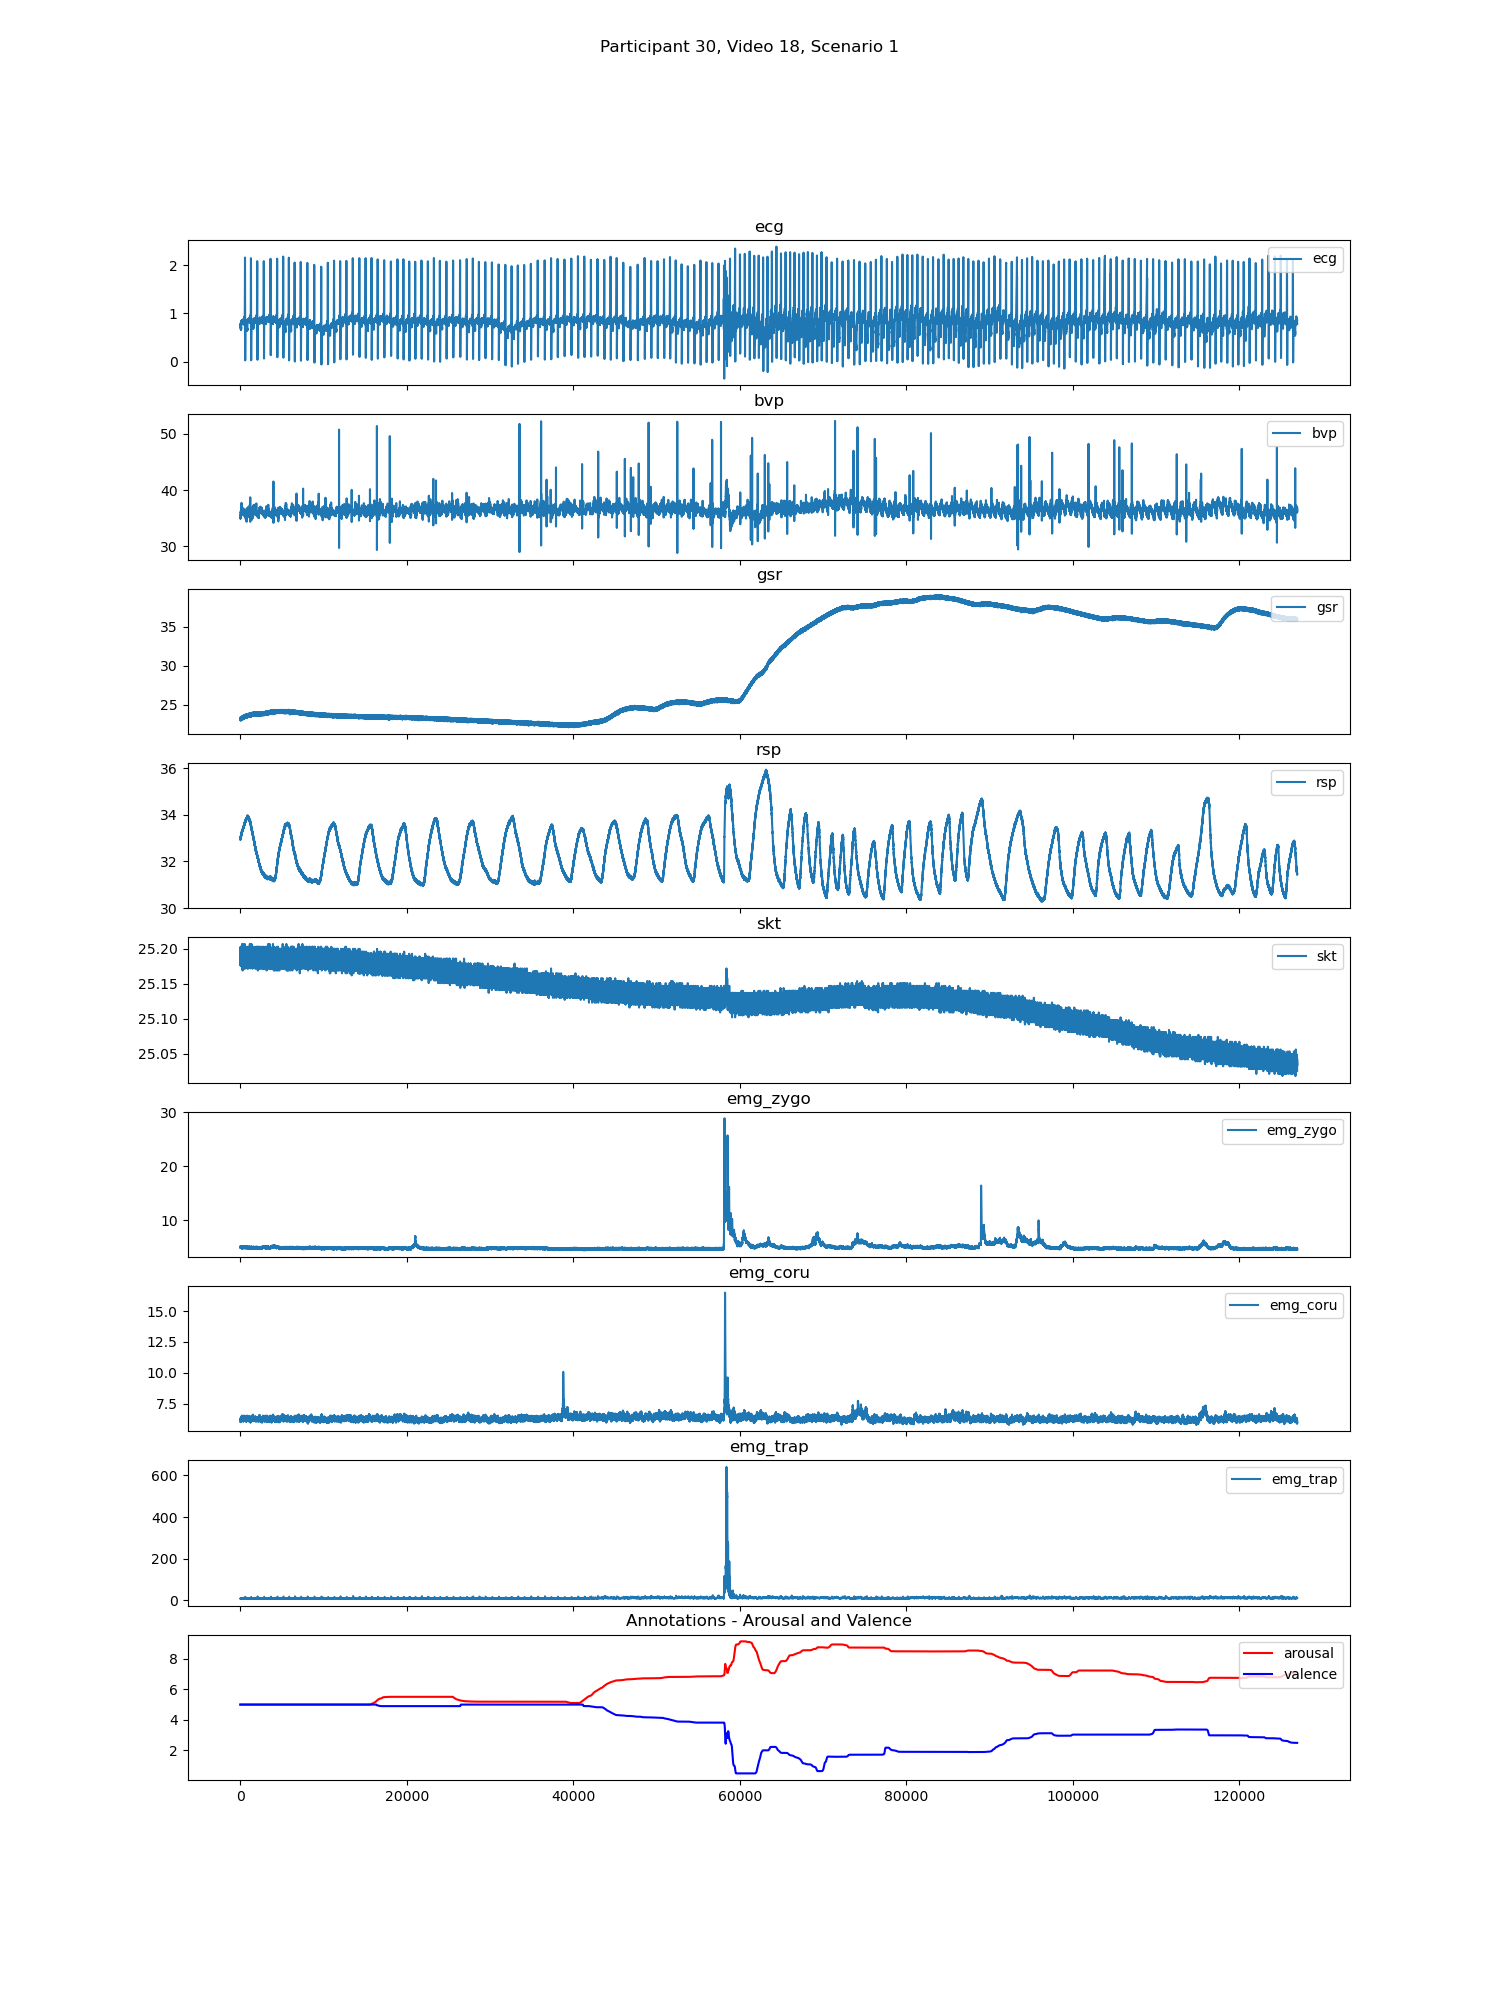 Participant 30, Video 18, Scenario 1
ecg
2
1
0
ecg
bvp
50
40
30
bvp
gsr
35
30
25
gsr
rsp
36
34
32
30
rsp
skt
25.20
25.15
25.10
25.05
skt
emg_zygo
30
20
10
emg_zygo
emg_coru
15.0
12.5
10.0
7.5
emg_coru
emg_trap
600
400
200
0
emg_trap
Annotations - Arousal and Valence
8
6
4
2
arousal
valence
0 20000 40000 60000 80000 100000 120000